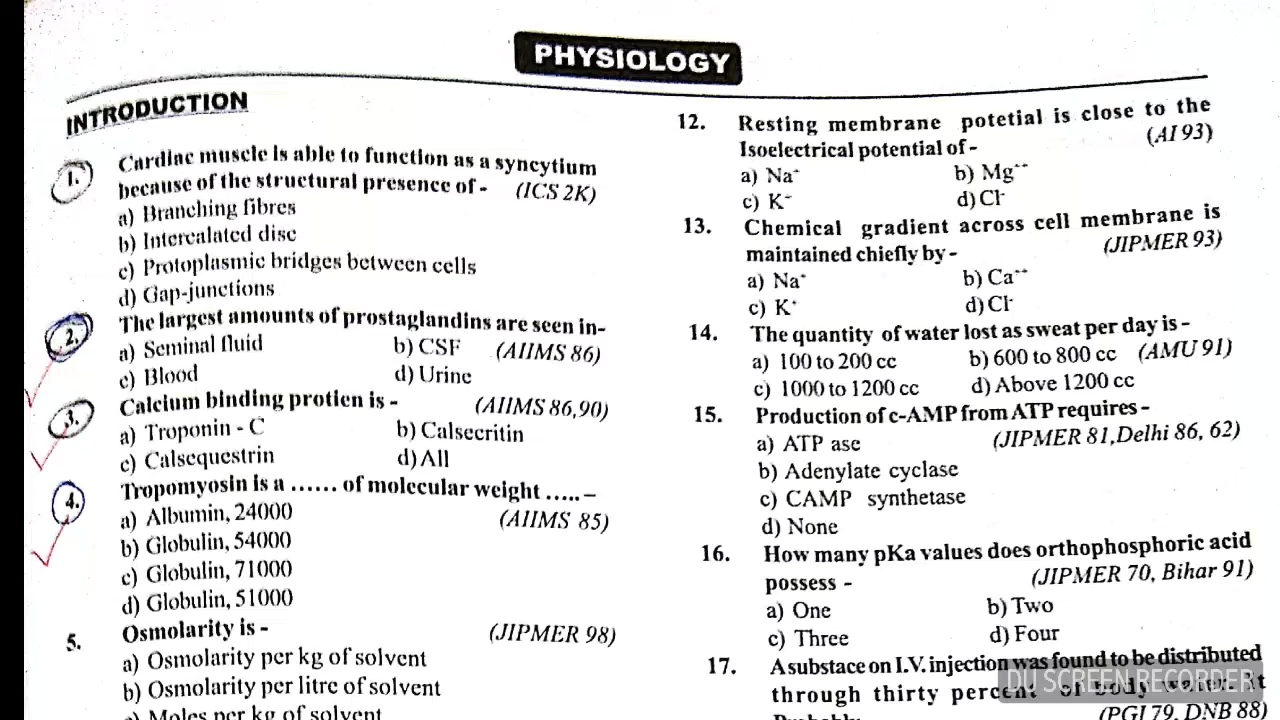 PHYSIOLOGY
INTRODUCTION
1. Cardiac muscle is able to function as a syncytium
because of the structural presence of - (ICS 2K)
a) Branching fibres
b) Intercalated disc
c) Protoplasmic bridges between cells
d) Gap-junctions
2. The largest amounts of prostaglandins are seen in-
a) Seminal fluid b) CSF (AIIMS 86)
c) Blood d) Urine
3. Calcium binding protien is - (AIIMS 86,90)
a) Troponin - C b) Calsecritin
c) Calsequestrin d) All
4. Tropomyosin is a ...... of molecular weight ..... –
a) Albumin, 24000 (AIIMS 85)
b) Globulin, 54000
c) Globulin, 71000
d) Globulin, 51000
5. Osmolarity is - (JIPMER 98)
a) Osmolarity per kg of solvent
b) Osmolarity per litre of solvent
c) Moles per kg of solvent
12. Resting membrane potetial is close to the
Isoelectrical potential of - (AI 93)
a) Na⁺ b) Mg⁺⁺
c) K⁺ d) Cl⁻
13. Chemical gradient across cell membrane is
maintained chiefly by - (JIPMER 93)
a) Na⁺ b) Ca⁺⁺
c) K⁺ d) Cl⁻
14. The quantity of water lost as sweat per day is -
a) 100 to 200 cc b) 600 to 800 cc (AMU 91)
c) 1000 to 1200 cc d) Above 1200 cc
15. Production of c-AMP from ATP requires -
a) ATP ase (JIPMER 81,Delhi 86, 62)
b) Adenylate cyclase
c) CAMP synthetase
d) None
16. How many pKa values does orthophosphoric acid
possess - (JIPMER 70, Bihar 91)
a) One b) Two
c) Three d) Four
17. A substace on I.V. injection was found to be distributed
through thirty percent of body water. It
Probably (PGI 79, DNB 88)
DU SCREEN RECORDER